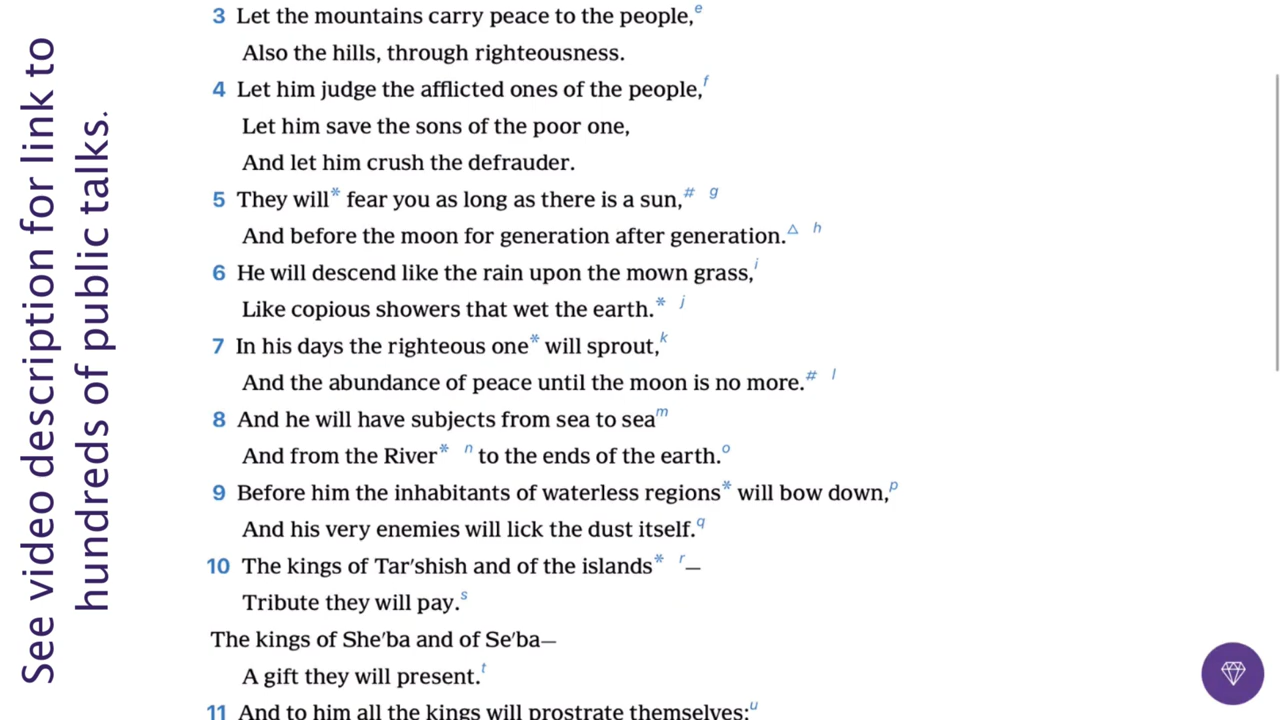 See video description for link to
hundreds of public talks.
3 Let the mountains carry peace to the people,e
Also the hills, through righteousness.
4 Let him judge the afflicted ones of the people,f
Let him save the sons of the poor one,
And let him crush the defrauder.
5 They will* fear you as long as there is a sun,# g
And before the moon for generation after generation.△ h
6 He will descend like the rain upon the mown grass,i
Like copious showers that wet the earth.* j
7 In his days the righteous one* will sprout,k
And the abundance of peace until the moon is no more.# l
8 And he will have subjects from sea to seam
And from the River* n to the ends of the earth.o
9 Before him the inhabitants of waterless regions* will bow down,p
And his very enemies will lick the dust itself.q
10 The kings of Tarʹshish and of the islands* r—
Tribute they will pay.s
The kings of Sheʹba and of Seʹba—
A gift they will present.t
11 And to him all the kings will prostrate themselves;u